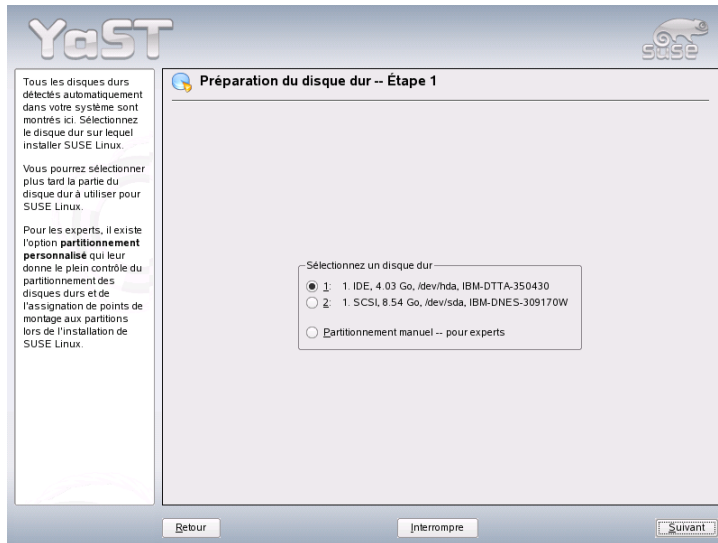 YaST
SUSE
Tous les disques durs
détectés automatiquement
dans votre système sont
montrés ici. Sélectionnez
le disque dur sur lequel
installer SUSE Linux.
Vous pourrez sélectionner
plus tard la partie du
disque dur à utiliser pour
SUSE Linux.
Pour les experts, il existe
l'option partitionnement
personnalisé qui leur
donne le plein contrôle du
partitionnement des
disques durs et de
l'assignation de points de
montage aux partitions
lors de l'installation de
SUSE Linux.
Préparation du disque dur -- Étape 1
Sélectionnez un disque dur
1: 1. IDE, 4.03 Go, /dev/hda, IBM-DTTA-350430
2: 1. SCSI, 8.54 Go, /dev/sda, IBM-DNES-309170W
Partitionnement manuel -- pour experts
Retour
Interrompre
Suivant